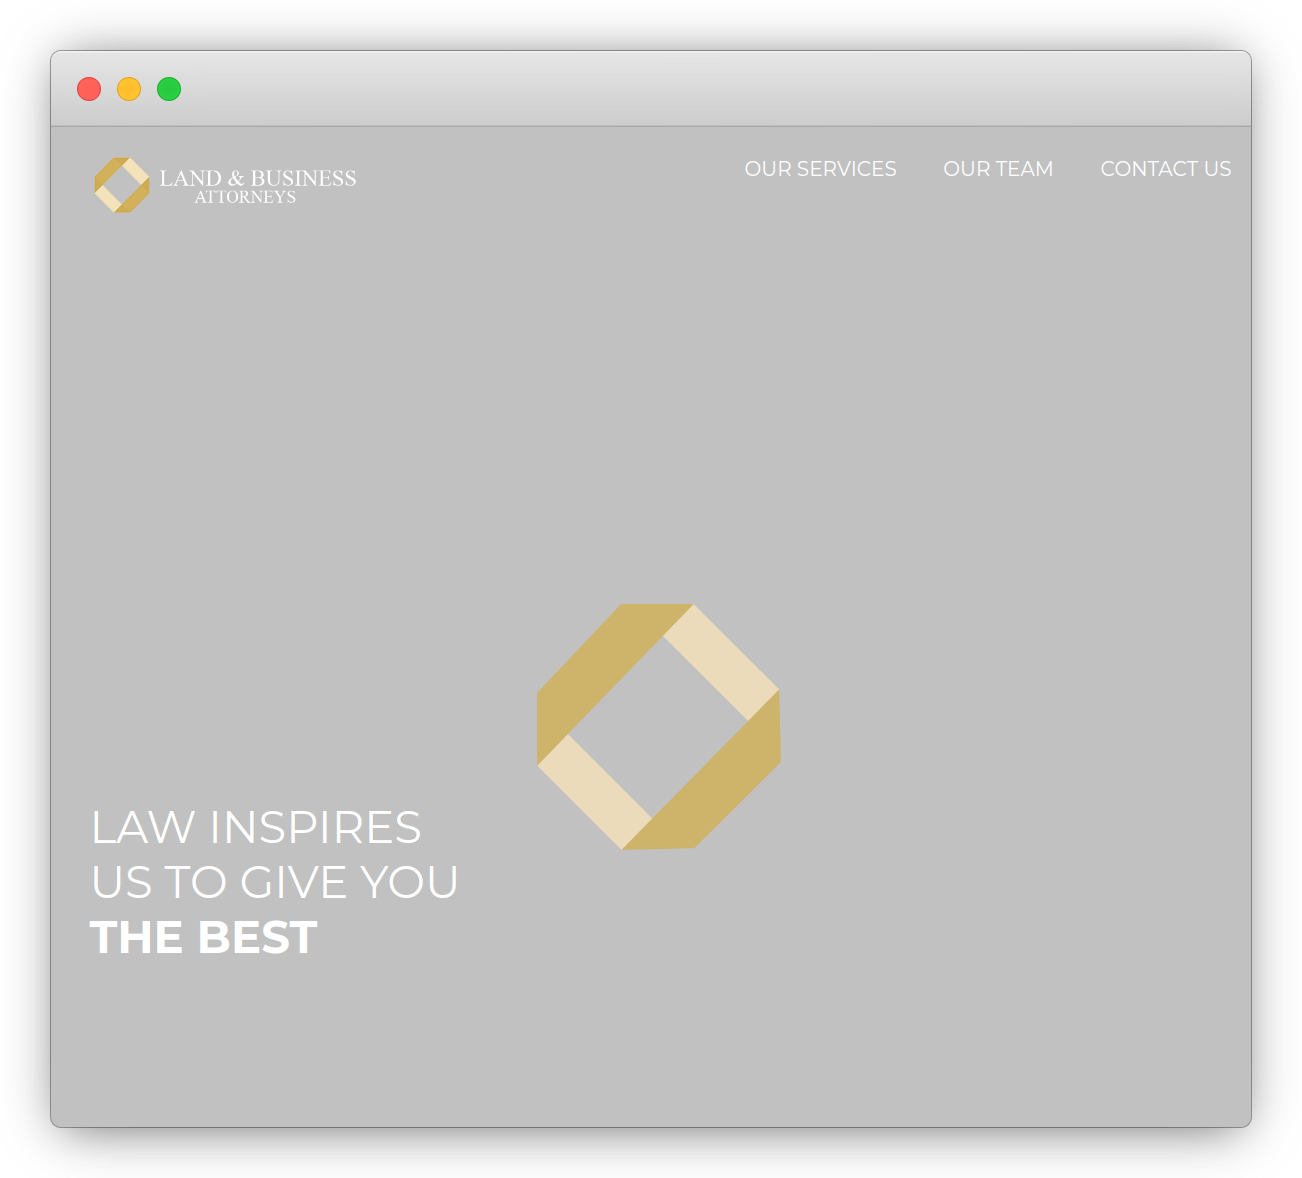 LAND & BUSINESS
ATTORNEYS
OUR SERVICES OUR TEAM CONTACT US
LAW INSPIRES
US TO GIVE YOU
THE BEST